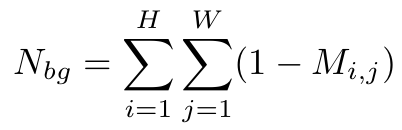 $N_{bg} = \sum_{i=1}^{H} \sum_{j=1}^{W} (1 - M_{i,j})$